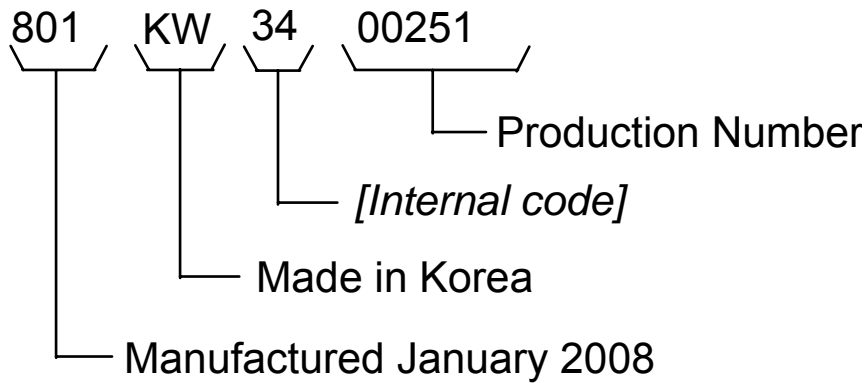 801 KW 34 00251
Production Number
[Internal code]
Made in Korea
Manufactured January 2008